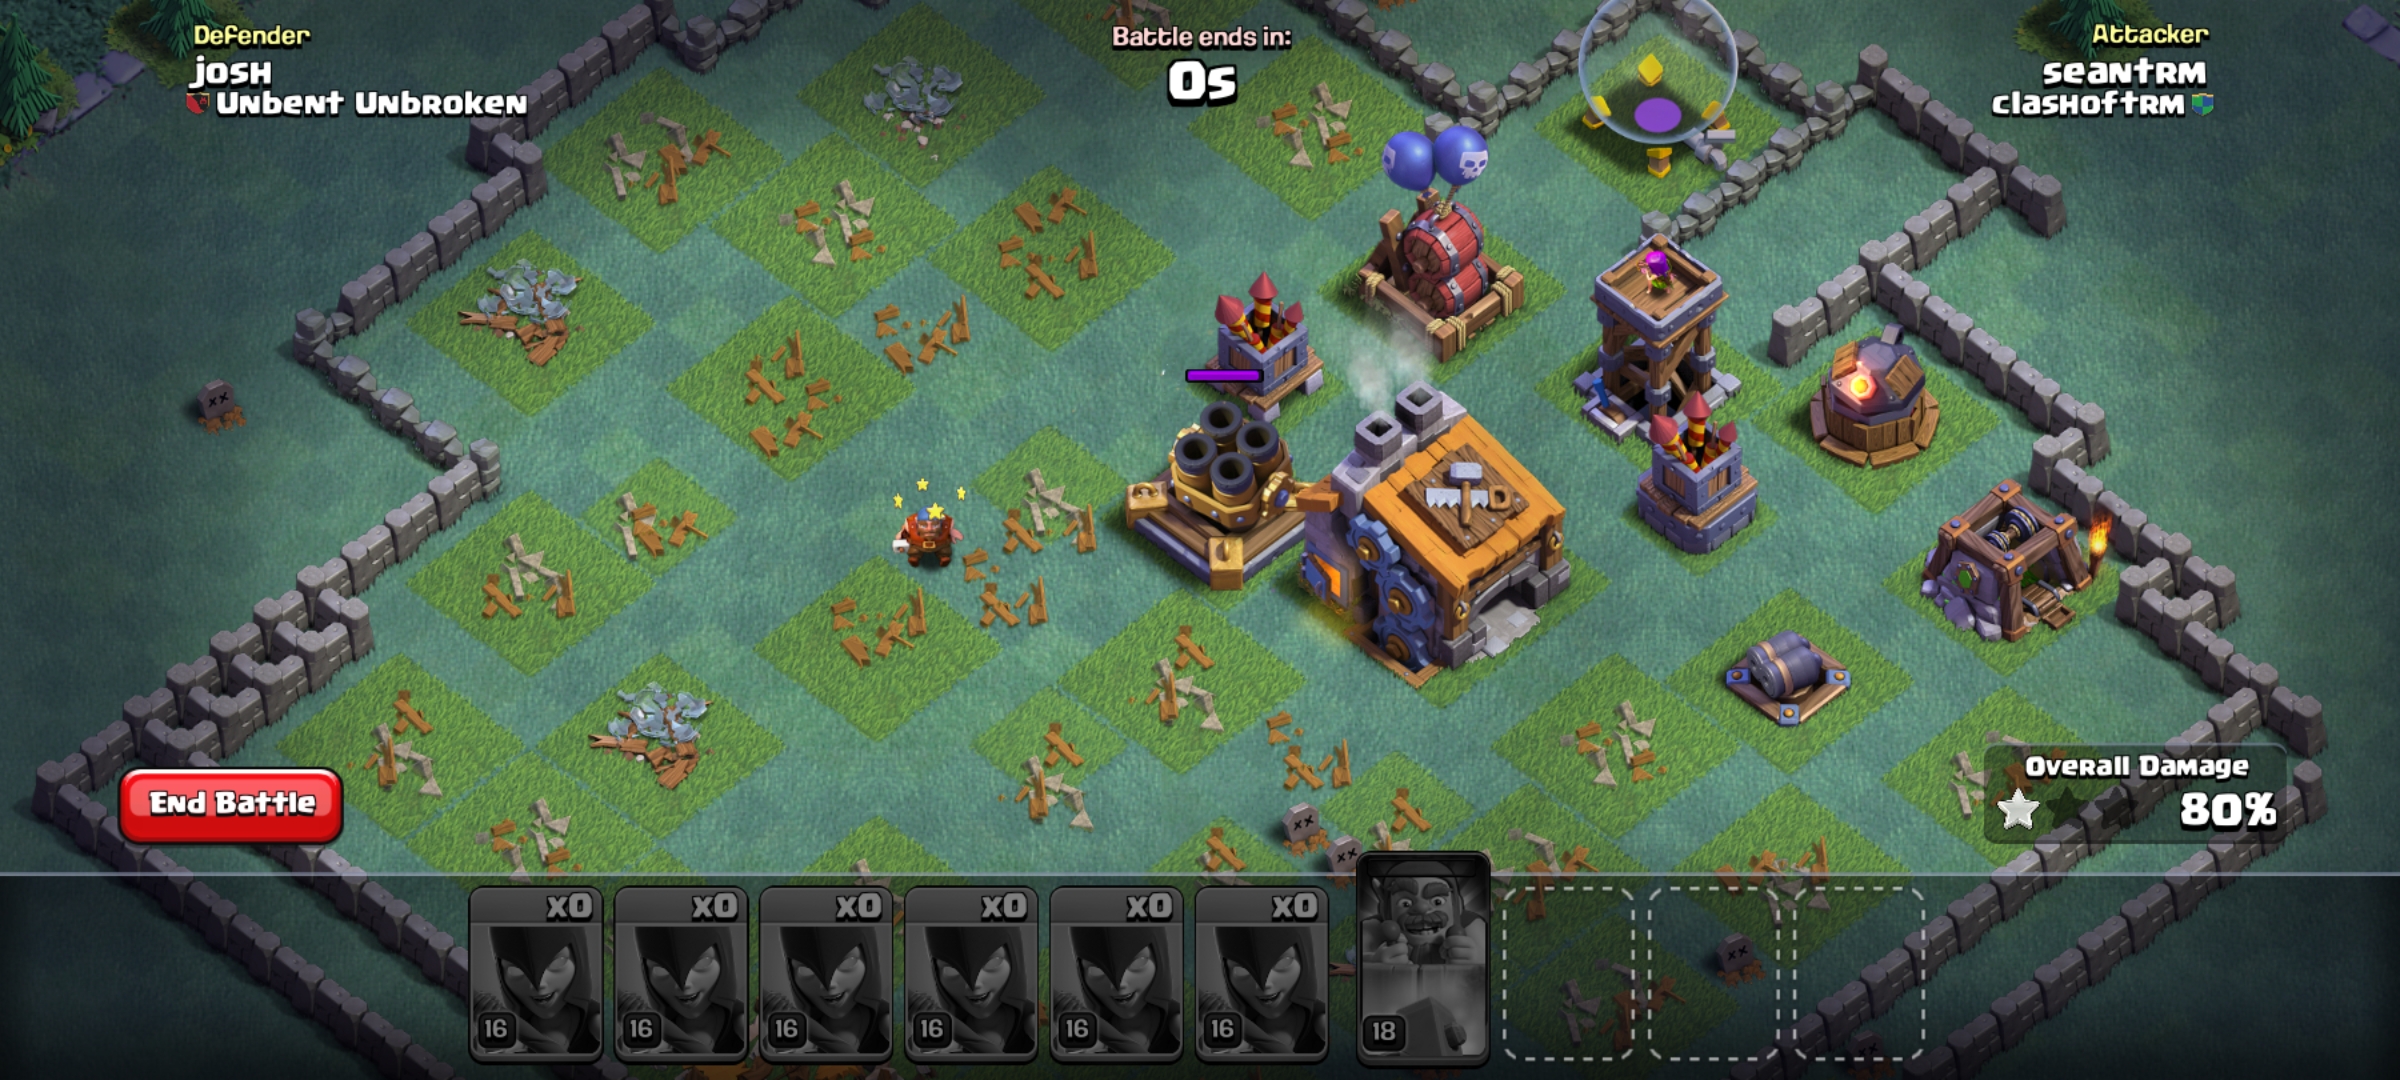 Defender
josh
Unbent Unbroken
Battle ends in:
0s
Attacker
seantRM
clashoftRM
End Battle
Overall Damage
80%
x0 x0 x0 x0 x0 x0
16 16 16 16 16 16 18